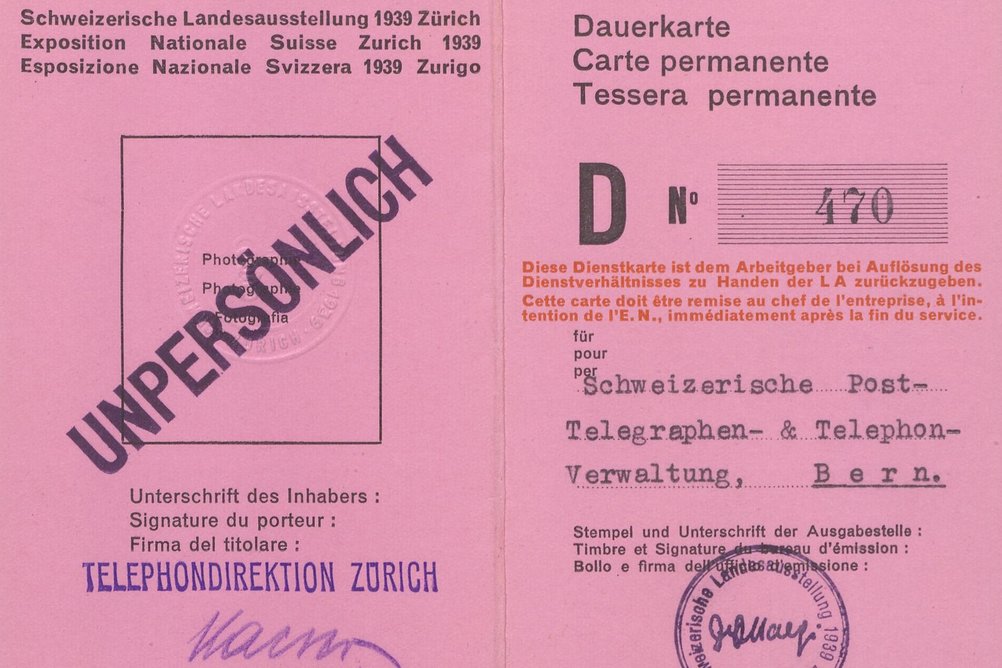 Schweizerische Landesausstellung 1939 Zürich
Exposition Nationale Suisse Zurich 1939
Esposizione Nazionale Svizzera 1939 Zurigo
Photographie
Photographie
Fotografia
UNPERSÖNLICH
Unterschrift des Inhabers :
Signature du porteur :
Firma del titolare :
TELEPHONDIREKTION ZÜRICH
Dauerkarte
Carte permanente
Tessera permanente
D No 470
Diese Dienstkarte ist dem Arbeitgeber bei Auflösung des
Dienstverhältnisses zu Handen der L A zurückzugeben.
Cette carte doit être remise au chef de l'entreprise, à l'in-
tention de l'E. N., immédiatement après la fin du service.
für
pour
per
Schweizerische Post-
Telegraphen- & Telephon-
Verwaltung, Bern.
Stempel und Unterschrift der Ausgabestelle :
Timbre et Signature du bureau d'émission :
Bollo e firma dell'ufficio d'emissione :
Schweizerische Landesausstellung 1939